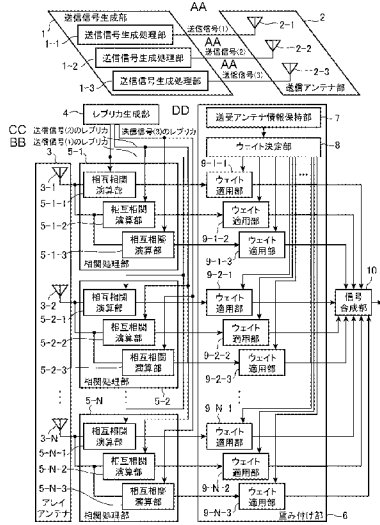 AA
送信信号生成部
1
1-1
送信信号生成処理部
送信信号(1)
2-1
2
AA
1-2
送信信号生成処理部
送信信号(2)
2-2
AA
1-3
送信信号生成処理部
送信信号(3)
2-3
送信アンテナ部
4
レプリカ生成部
DD
送受アンテナ情報保持部
7
CC
送信信号(2)のレプリカ
送信信号(3)のレプリカ
BB
送信信号(1)のレプリカ
ウェイト決定部
8
3
5-1
9-1-1
3-1
相互相関演算部
ウェイト適用部
5-1-1
相互相関演算部
ウェイト適用部
5-1-2
相互相関演算部
9-1-2
ウェイト適用部
5-1-3
相関処理部
9-1-3
9-2-1
10
信号合成部
3-2
相互相関演算部
ウェイト適用部
5-2-1
相互相関演算部
ウェイト適用部
5-2-2
相互相関演算部
9-2-2
ウェイト適用部
5-2-3
相関処理部
5-2
9-2-3
5-N
9-N-1
3-N
相互相関演算部
ウェイト適用部
5-N-1
相互相関演算部
ウェイト適用部
5-N-2
相互相関演算部
9-N-2
ウェイト適用部
5-N-3
アレイアンテナ
相関処理部
9-N-3
重み付け部
6